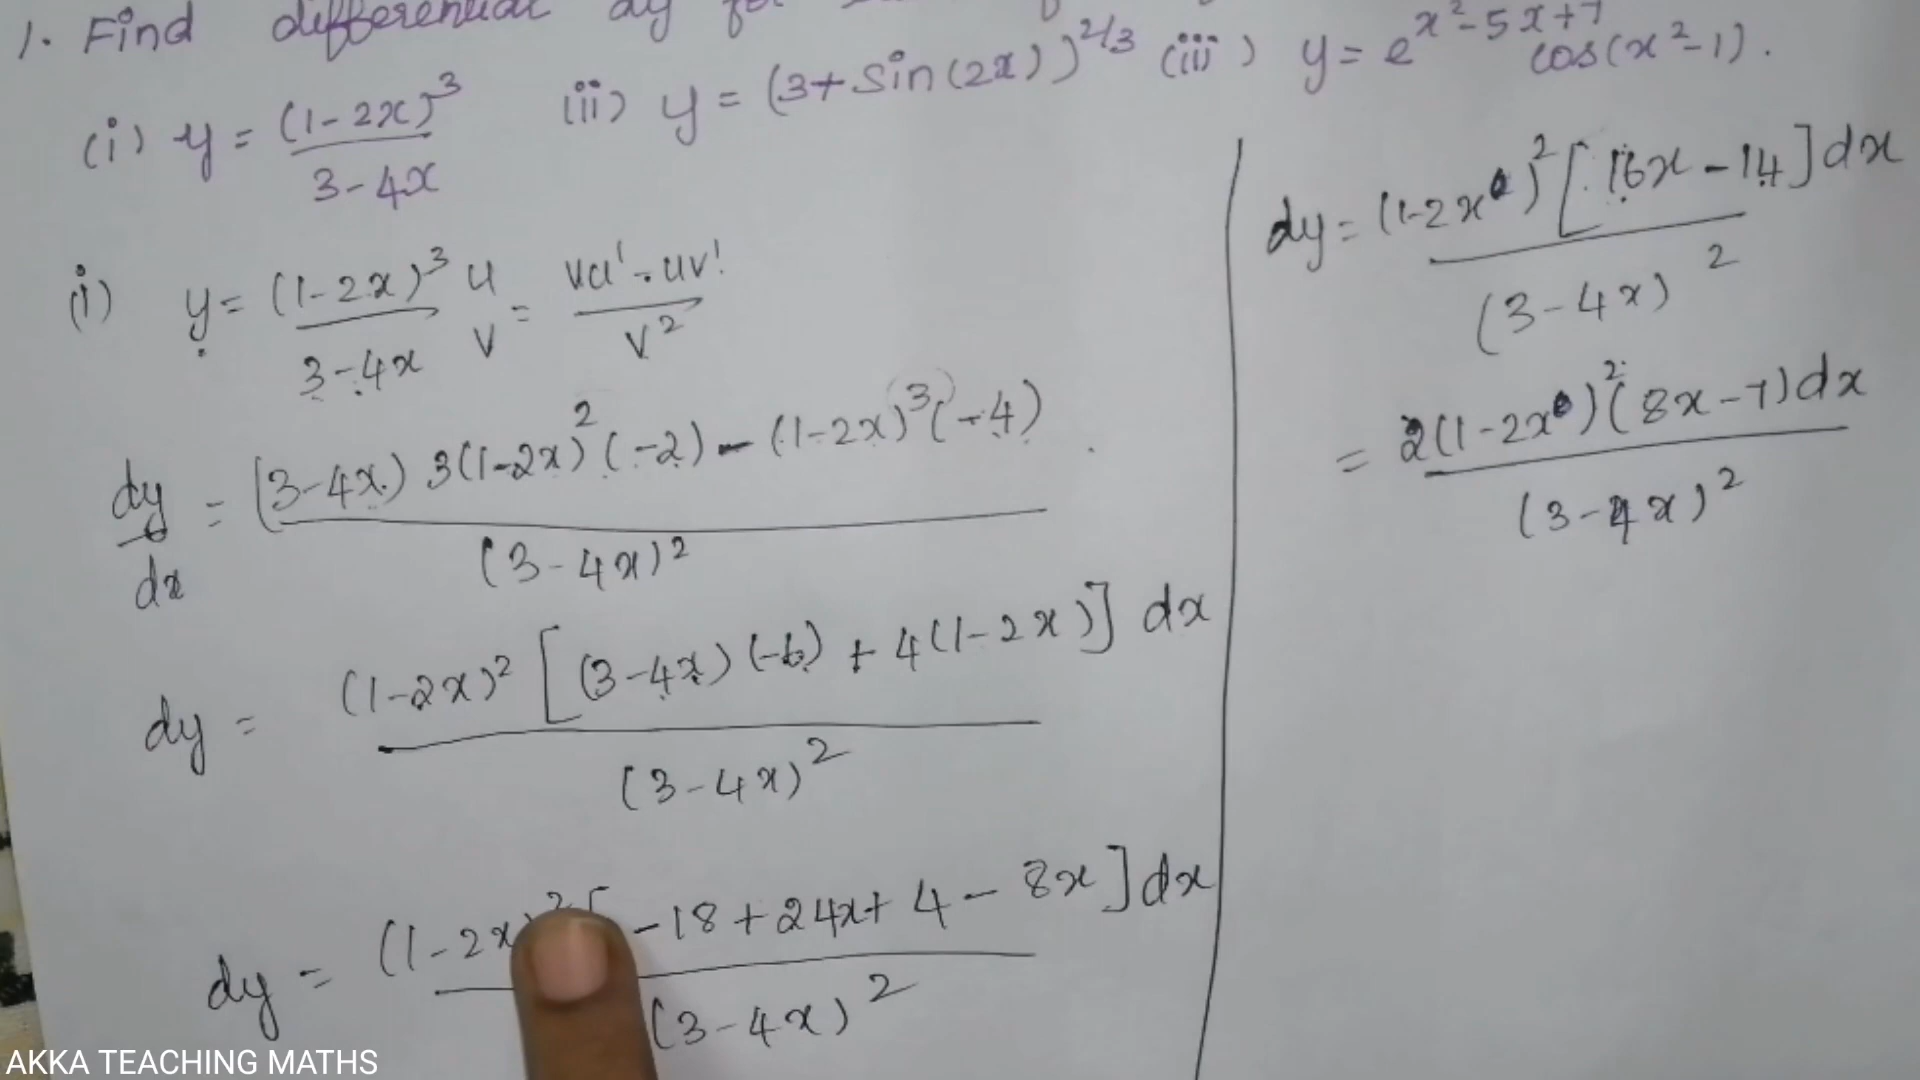 1. Find differential dy for
(i) y = (1-2x)^3 / 3-4x (ii) y = (3+Sin(2x))^2/3 (iii) y = e^x²-5x+7 cos(x²-1).
(i) y = (1-2x)^3 / 3-4x u / v = vu' - uv' / v²
dy/dx = (3-4x) 3(1-2x)² (-2) - (1-2x)³(-4) / (3-4x)²
dy = (1-2x)² [(3-4x)(-6) + 4(1-2x)] dx / (3-4x)²
dy = (1-2x)²[ -18+24x+4-8x] dx / (3-4x)²
dy = (1-2x)² [16x-14] dx / (3-4x)²
= 2(1-2x)²(8x-7)dx / (3-4x)²
AKKA TEACHING MATHS